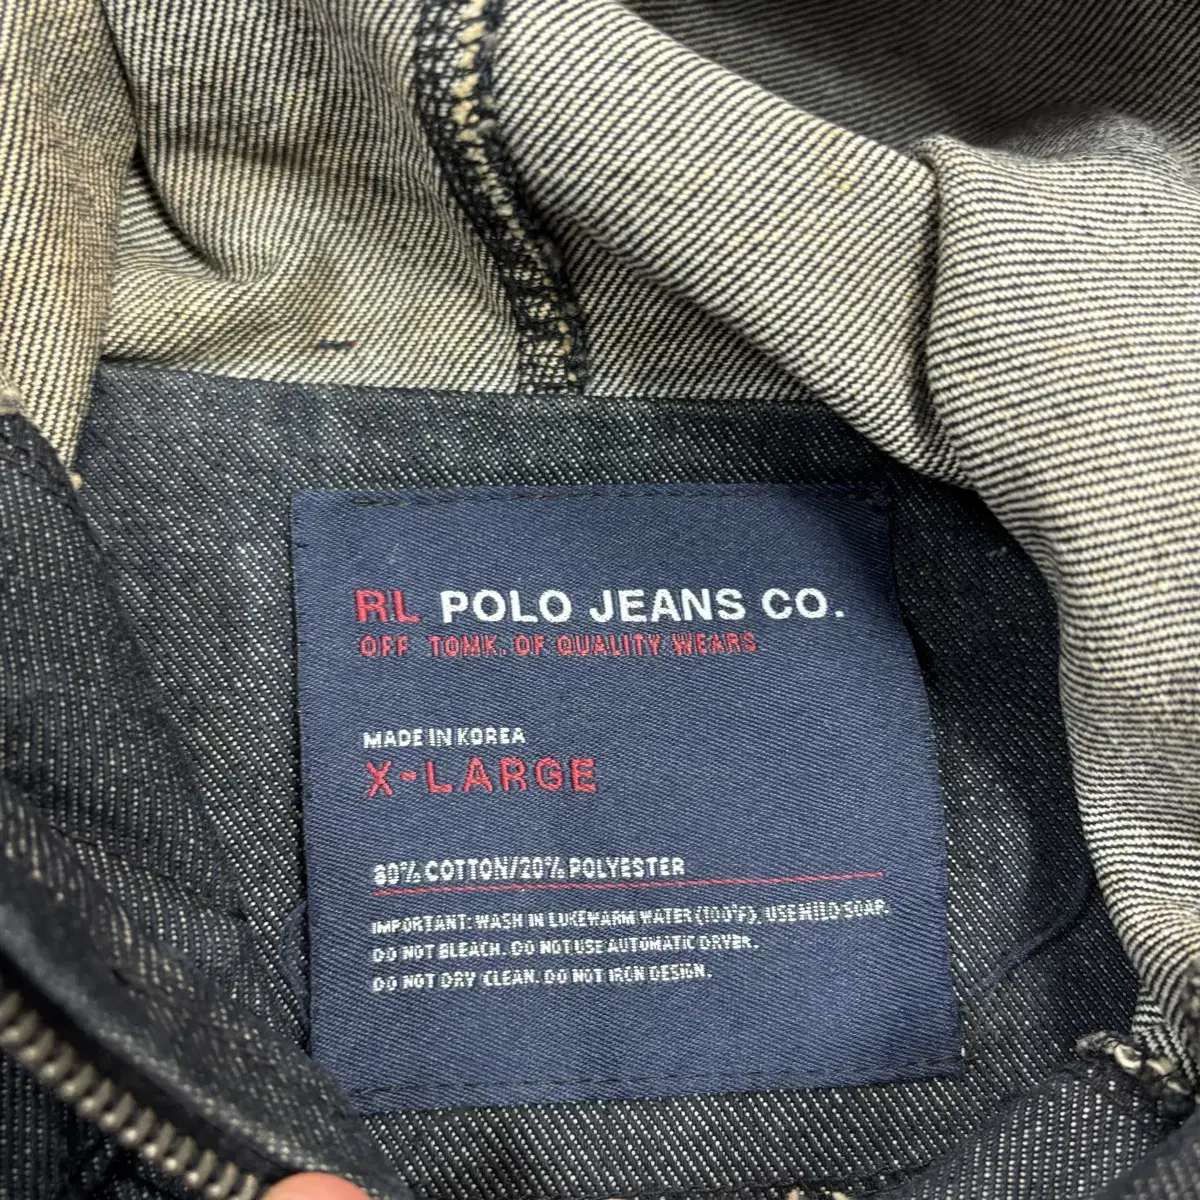 RL POLO JEANS CO.
OFF TOMK. OF QUALITY WEARS
MADE IN KOREA
X-LARGE
80% COTTON/20% POLYESTER
IMPORTANT: WASH IN LUKEWARM WATER (100°F), USE MILD SOAP.
DO NOT BLEACH. DO NOT USE AUTOMATIC DRYER.
DO NOT DRY CLEAN. DO NOT IRON DESIGN.